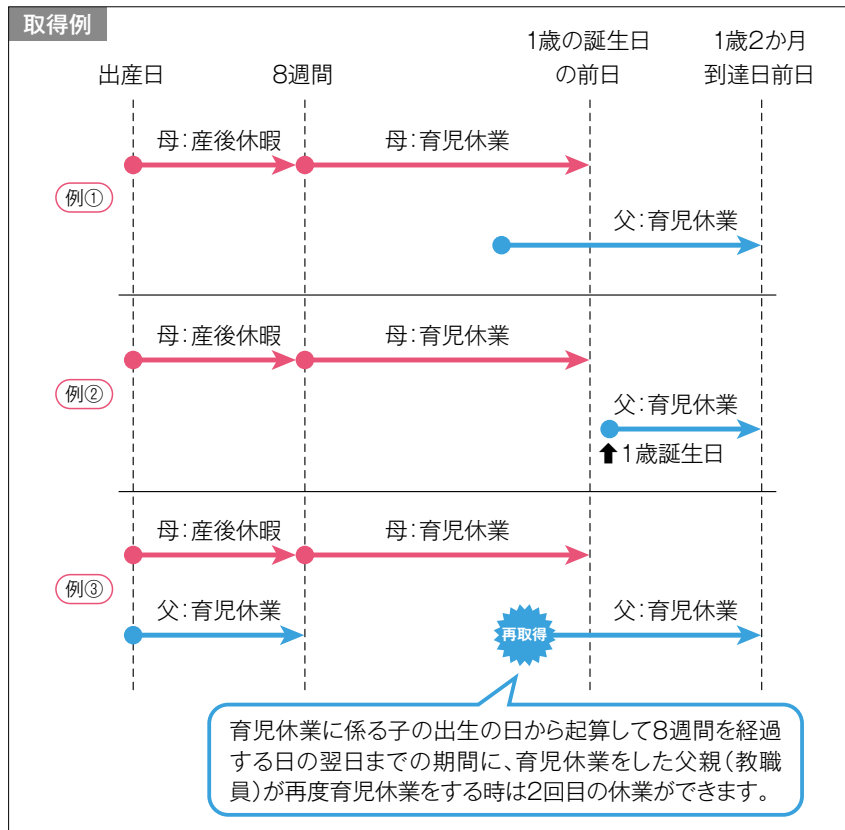 取得例
出産日
8週間
1歳の誕生日
の前日
1歳2か月
到達日前日
例①
母:産後休暇
母:育児休業
父:育児休業
例②
母:産後休暇
母:育児休業
父:育児休業
⬆1歳誕生日
例③
母:産後休暇
母:育児休業
父:育児休業
再取得
父:育児休業
育児休業に係る子の出生の日から起算して8週間を経過
する日の翌日までの期間に、育児休業をした父親(教職
員)が再度育児休業をする時は2回目の休業ができます。